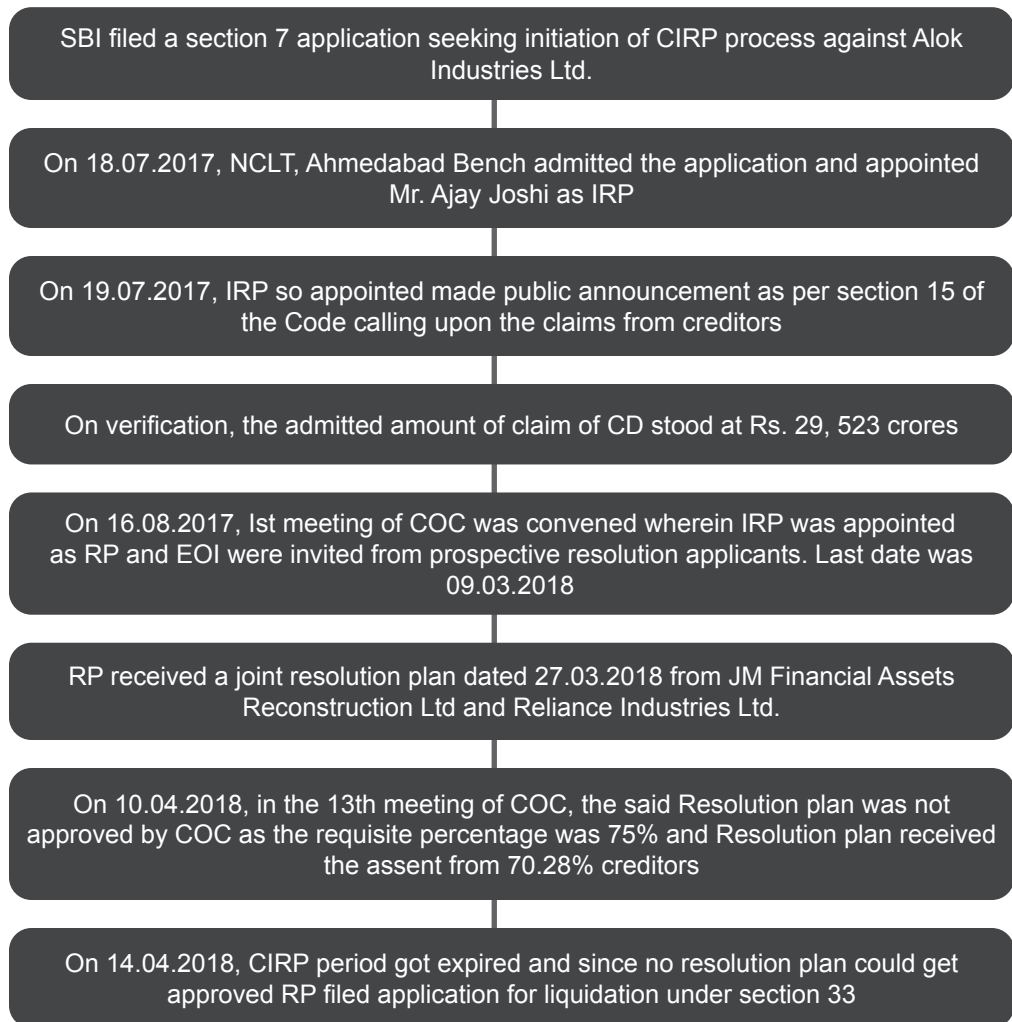 SBI filed a section 7 application seeking initiation of CIRP process against Alok
Industries Ltd.
On 18.07.2017, NCLT, Ahmedabad Bench admitted the application and appointed
Mr. Ajay Joshi as IRP
On 19.07.2017, IRP so appointed made public announcement as per section 15 of
the Code calling upon the claims from creditors
On verification, the admitted amount of claim of CD stood at Rs. 29, 523 crores
On 16.08.2017, Ist meeting of COC was convened wherein IRP was appointed
as RP and EOI were invited from prospective resolution applicants. Last date was
09.03.2018
RP received a joint resolution plan dated 27.03.2018 from JM Financial Assets
Reconstruction Ltd and Reliance Industries Ltd.
On 10.04.2018, in the 13th meeting of COC, the said Resolution plan was not
approved by COC as the requisite percentage was 75% and Resolution plan received
the assent from 70.28% creditors
On 14.04.2018, CIRP period got expired and since no resolution plan could get
approved RP filed application for liquidation under section 33